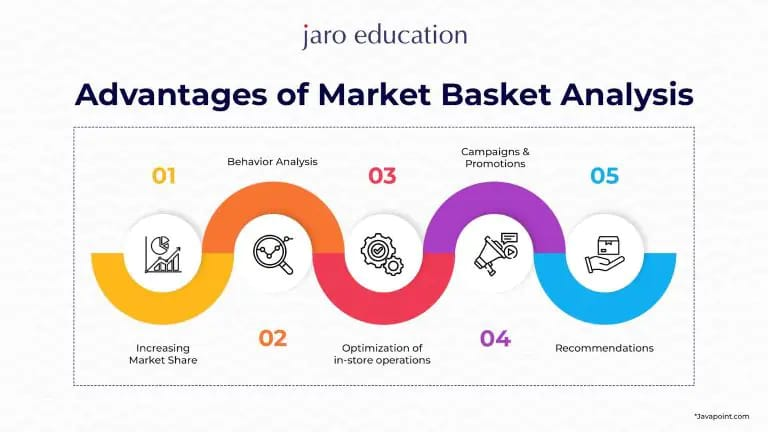 jaro education
Advantages of Market Basket Analysis
01
Increasing
Market Share
Behavior Analysis
02
03
Optimization of
in-store operations
Campaigns &
Promotions
04
05
Recommendations
*Javapoint.com